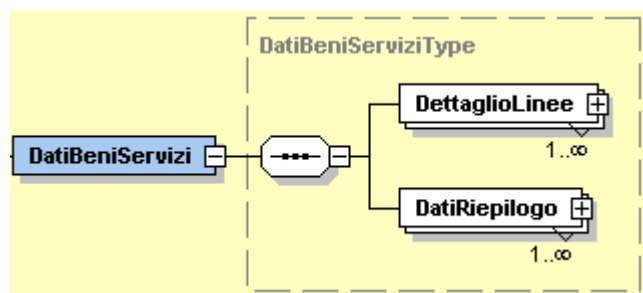 DatiBeniServiziType
DettaglioLinee
1..∞
DatiBeniServizi
DatiRiepilogo
1..∞